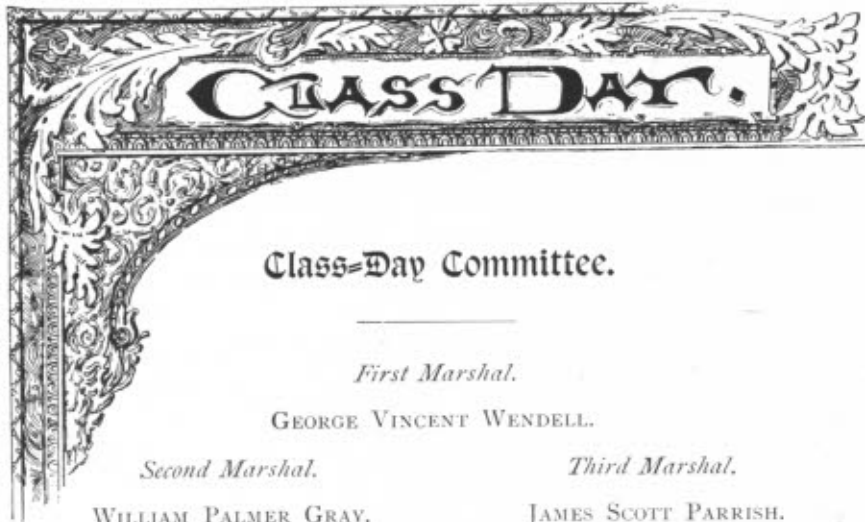 CLASS DAY.
Class-Day Committee.
First Marshal.
GEORGE VINCENT WENDELL.
Second Marshal. Third Marshal.
WILLIAM PALMER GRAY. JAMES SCOTT PARRISH.